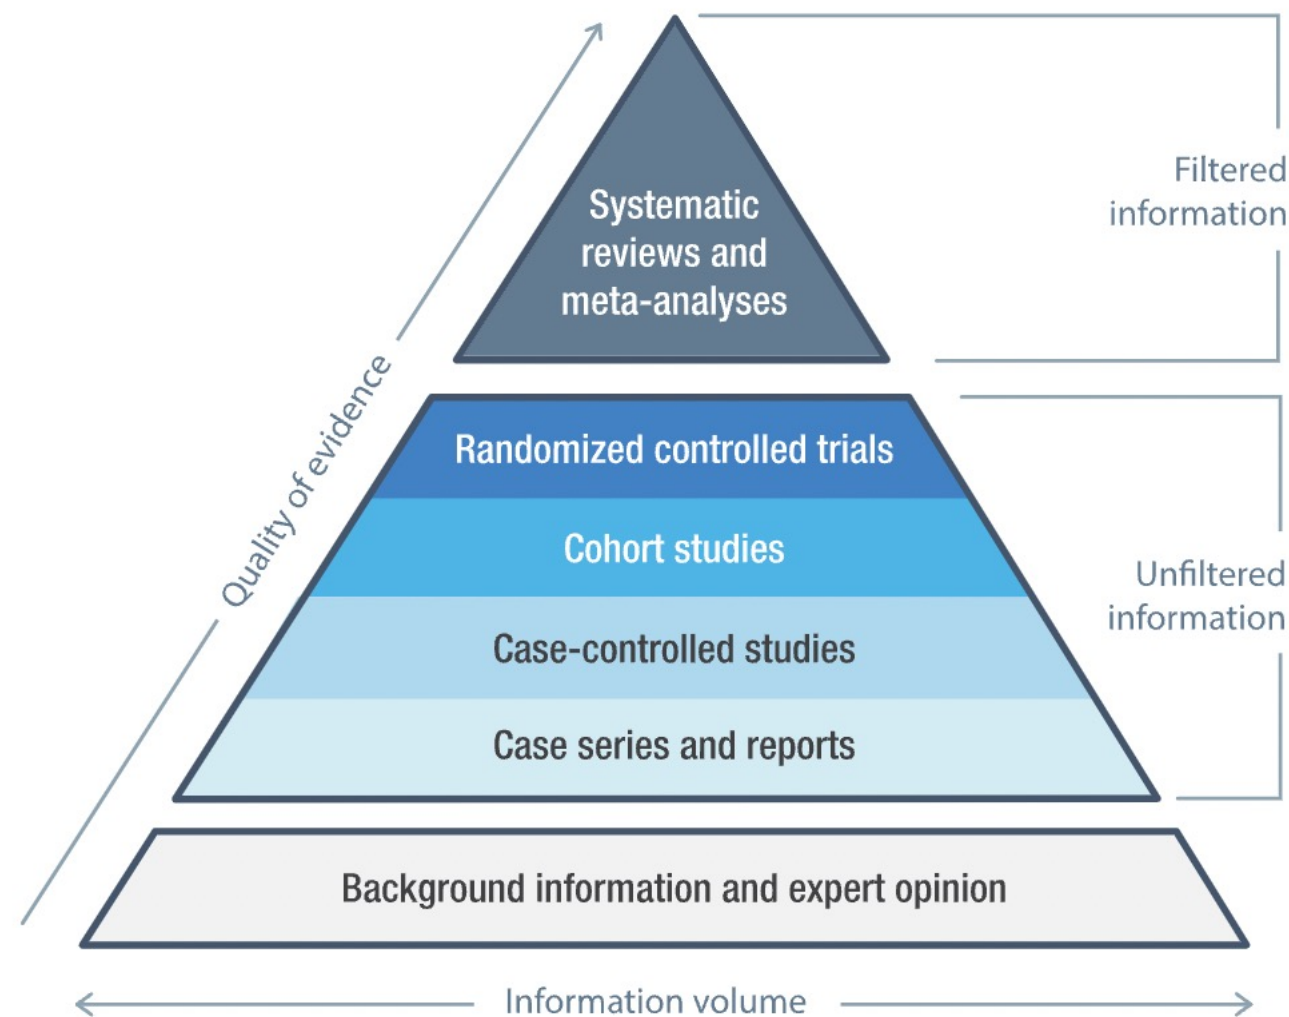 Filtered
information
Systematic
reviews and
meta-analyses
Quality of evidence
Randomized controlled trials
Cohort studies
Unfiltered
information
Case-controlled studies
Case series and reports
Background information and expert opinion
Information volume